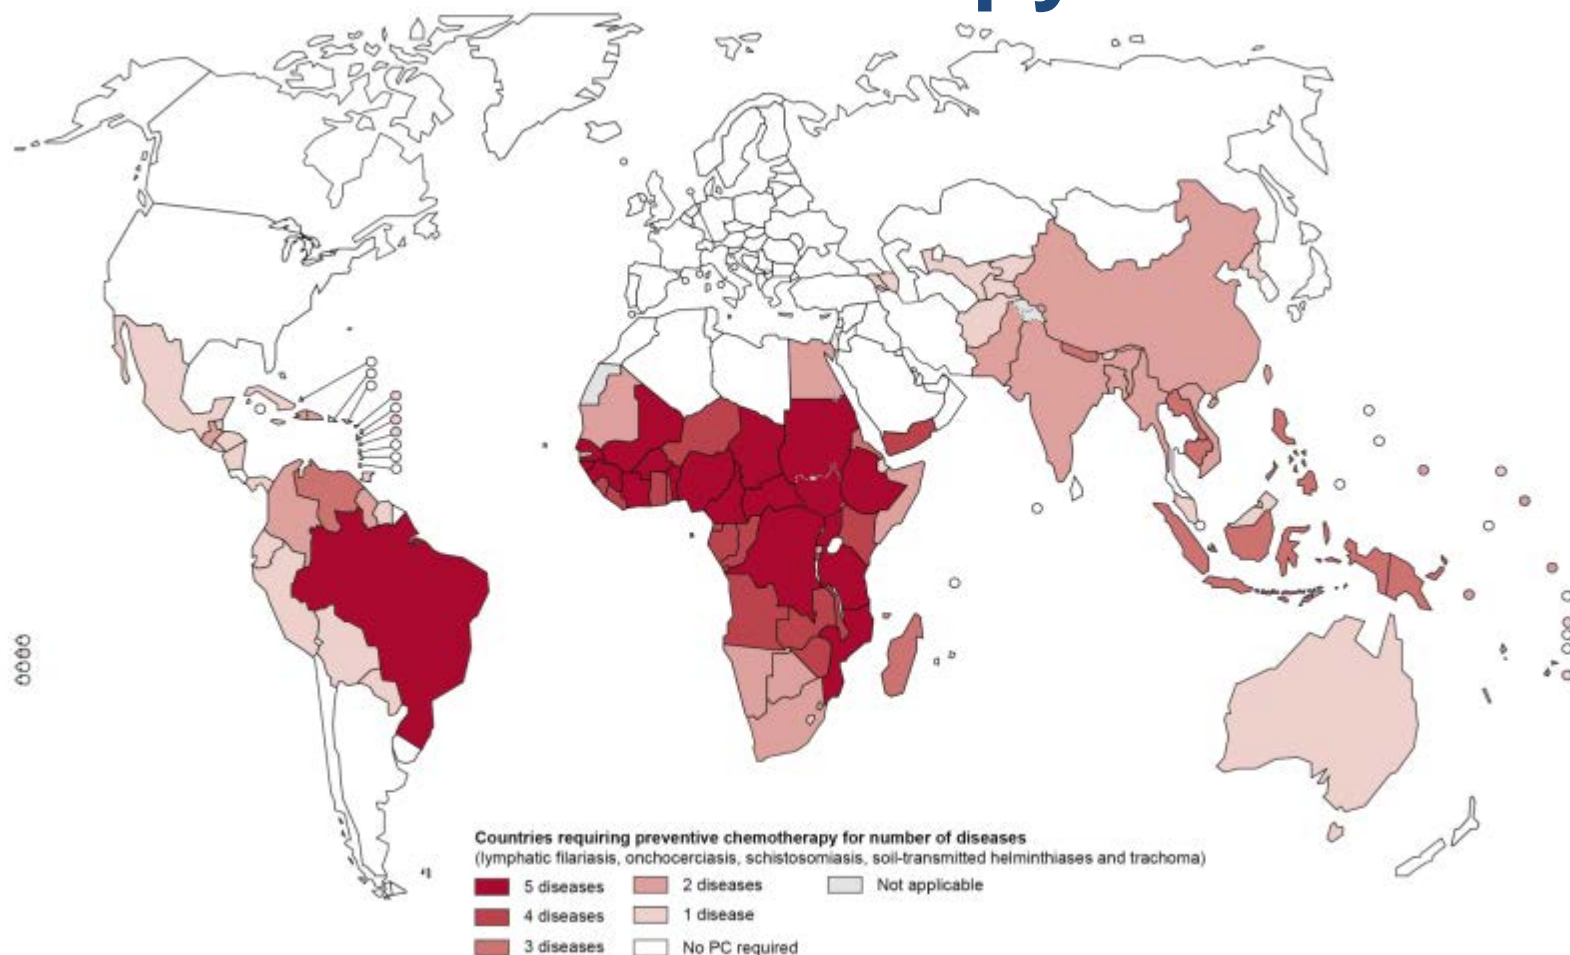 py
Countries requiring preventive chemotherapy for number of diseases
(lymphatic filariasis, onchocerciasis, schistosomiasis, soil-transmitted helminthiases and trachoma)
5 diseases
2 diseases
Not applicable
4 diseases
1 disease
3 diseases
No PC required